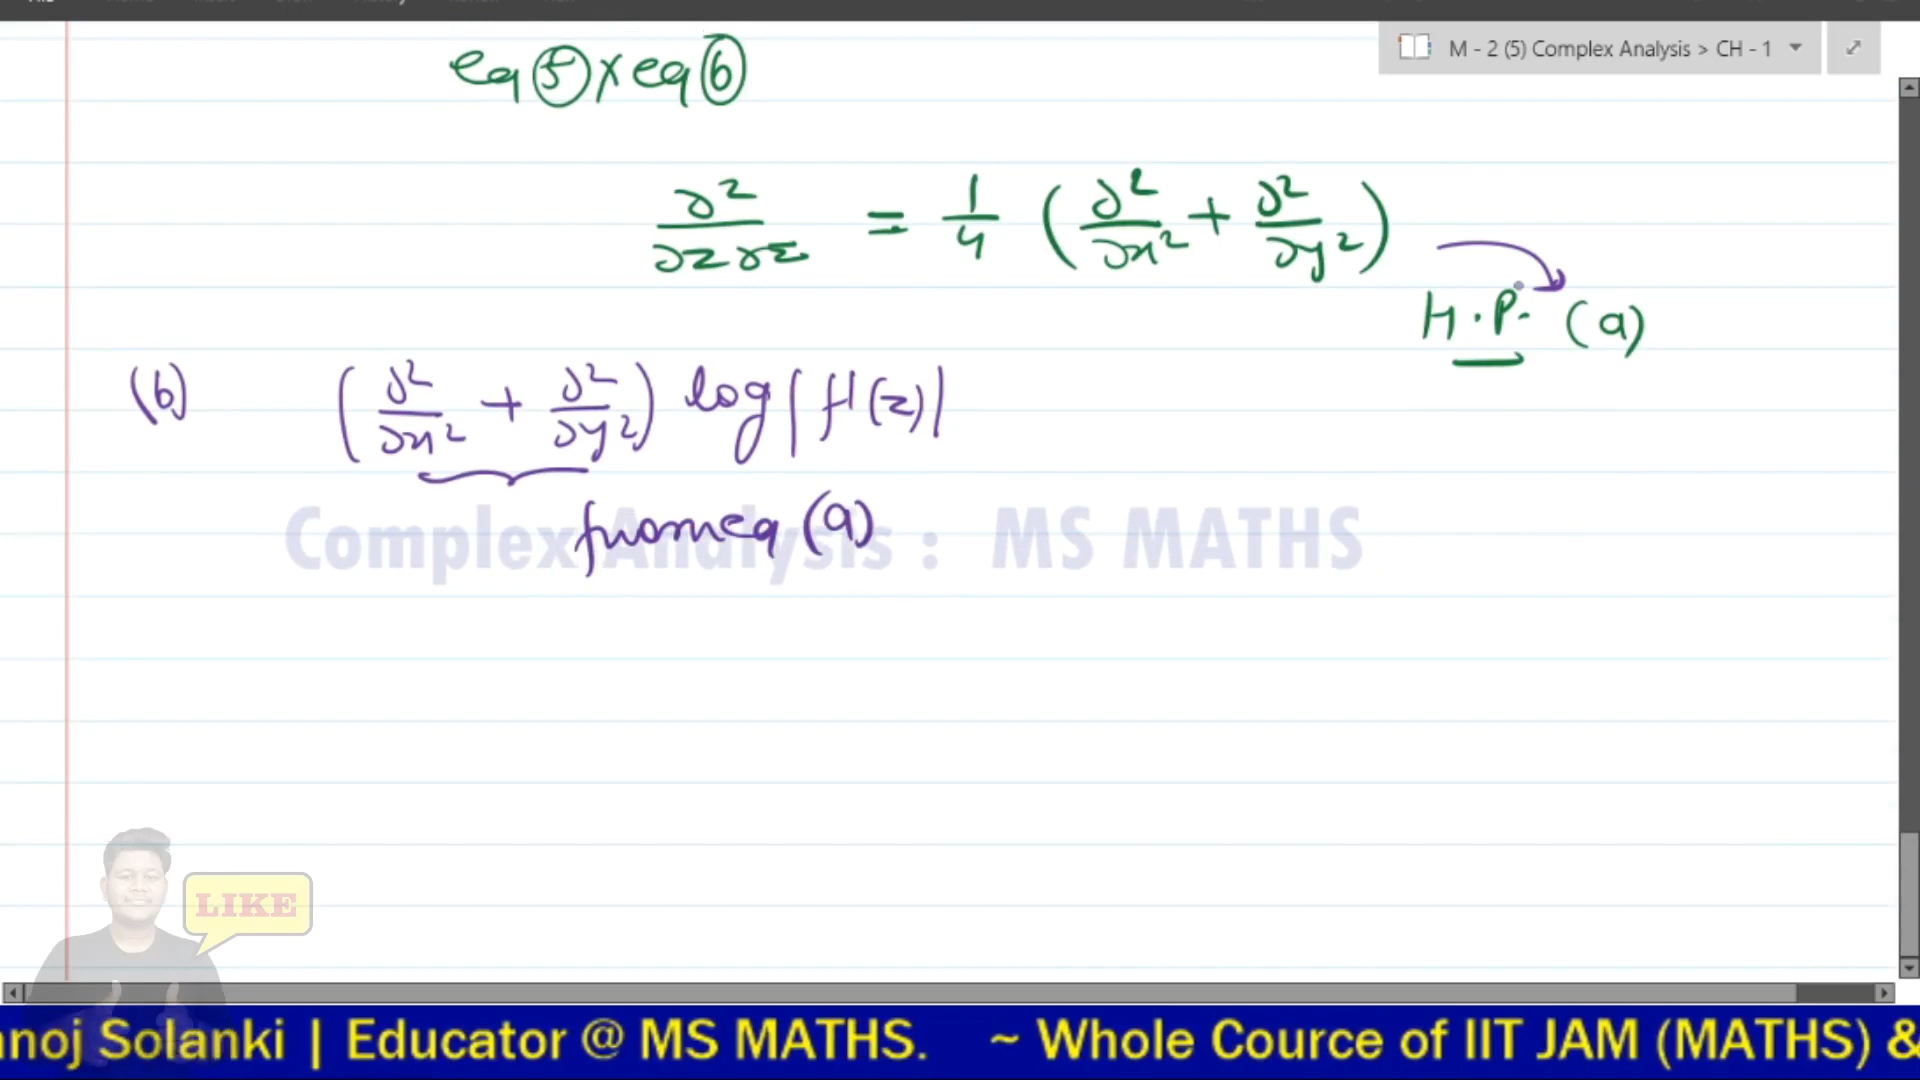 M - 2 (5) Complex Analysis > CH - 1
eq ⑤ × eq ⑥
∂²/∂z∂z̄ = 1/4 (∂²/∂x² + ∂²/∂y²)
H.P. (a)
(b) (∂²/∂x² + ∂²/∂y²) log|f'(z)|
from eq (a)
Complex Analysis : MS MATHS
LIKE
noj Solanki | Educator @ MS MATHS. ~ Whole Cource of IIT JAM (MATHS) &